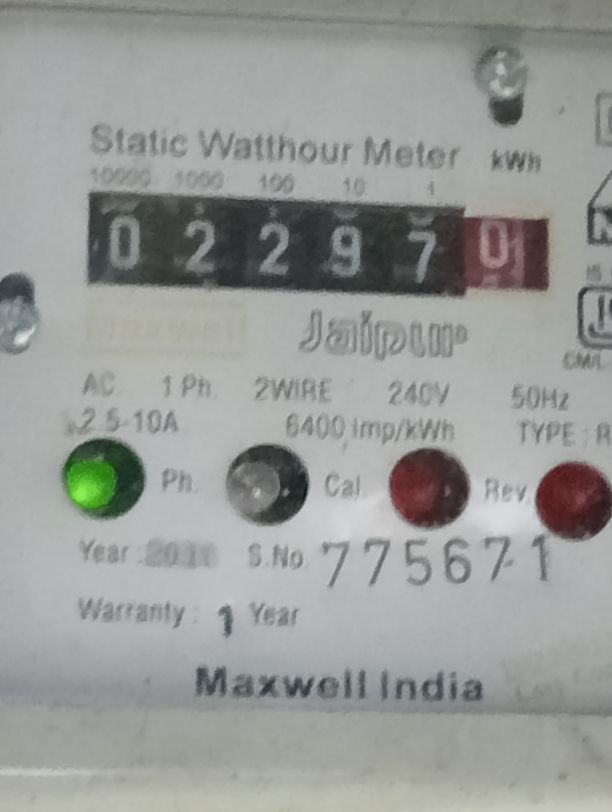 Static Watthour Meter kWh
10000 1000 100 10 1
0 2 2 9 7 0
Jaipur
AC. 1 Ph. 2WIRE 240V 50Hz
2.5-10A 6400 imp/kWh TYPE : R
Ph. Cal. Rev.
Year : S.No. 775671
Warranty : 1 Year
Maxwell India